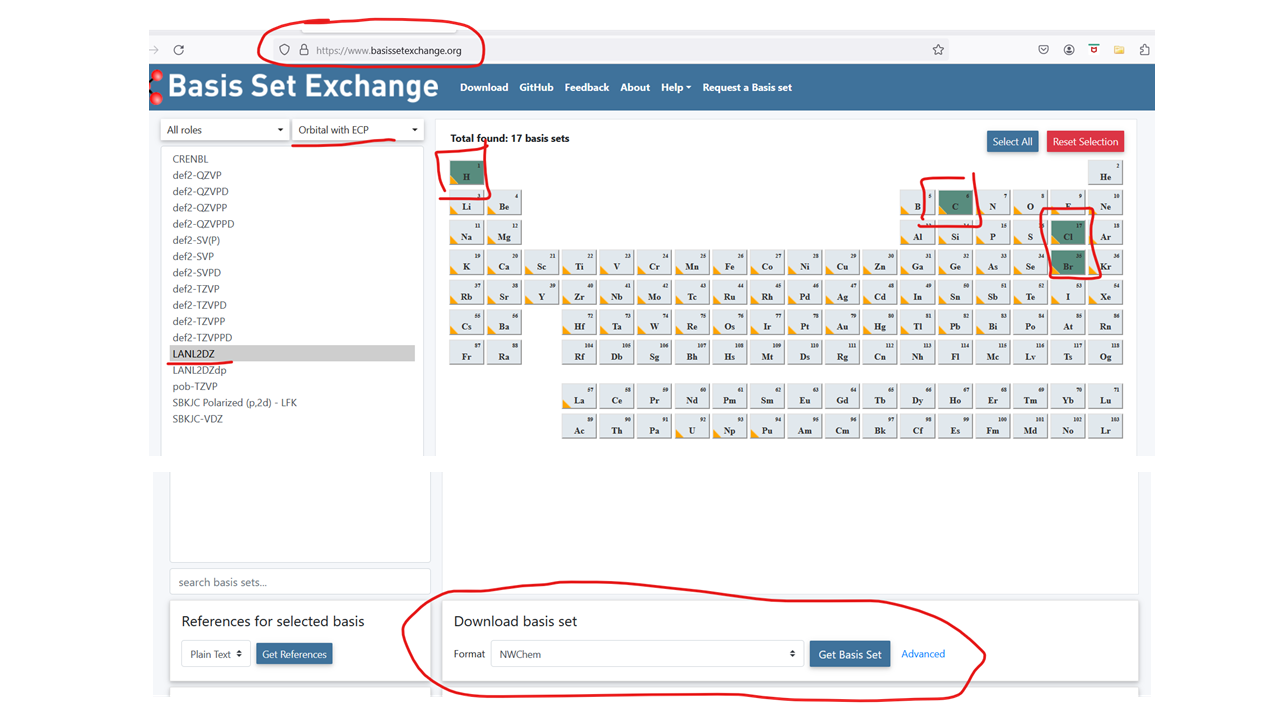 https://www.basissetexchange.org
Basis Set Exchange Download GitHub Feedback About Help Request a Basis set
All roles Orbital with ECP
CRENBL
def2-QZVP
def2-QZVPD
def2-QZVPP
def2-QZVPPD
def2-SV(P)
def2-SVP
def2-SVPD
def2-TZVP
def2-TZVPD
def2-TZVPP
def2-TZVPPD
LANL2DZ
LANL2DZdp
pob-TZVP
SBKJC Polarized (p,2d) - LFK
SBKJC-VDZ
Total found: 17 basis sets Select All Reset Selection
1 2
H He
3 4 5 6 7 8 9
Li Be B C N O F Ne
11 12 14 15 17 18
Na Mg Al Si P S Cl Ar
19 20 21 22 23 24 25 26 27 28 29 30 31 32 33 34 35 36
K Ca Sc Ti V Cr Mn Fe Co Ni Cu Zn Ga Ge As Se Br Kr
37 38 39 40 41 42 43 44 45 46 47 48 49 50 51 52 53 54
Rb Sr Y Zr Nb Mo Tc Ru Rh Pd Ag Cd In Sn Sb Te I Xe
55 56 72 73 74 75 76 77 78 79 80 81 82 83 84 85 86
Cs Ba Hf Ta W Re Os Ir Pt Au Hg Tl Pb Bi Po At Rn
87 88 104 105 106 107 108 109 110 111 112 113 114 115 116 117 118
Fr Ra Rf Db Sg Bh Hs Mt Ds Rg Cn Nh Fl Mc Lv Ts Og
57 58 59 60 61 62 63 64 65 66 67 68 69 70 71
La Ce Pr Nd Pm Sm Eu Gd Tb Dy Ho Er Tm Yb Lu
89 90 91 92 93 94 95 96 97 98 99 100 101 102 103
Ac Th Pa U Np Pu Am Cm Bk Cf Es Fm Md No Lr
search basis sets...
References for selected basis
Plain Text Get References
Download basis set
Format NWChem Get Basis Set Advanced